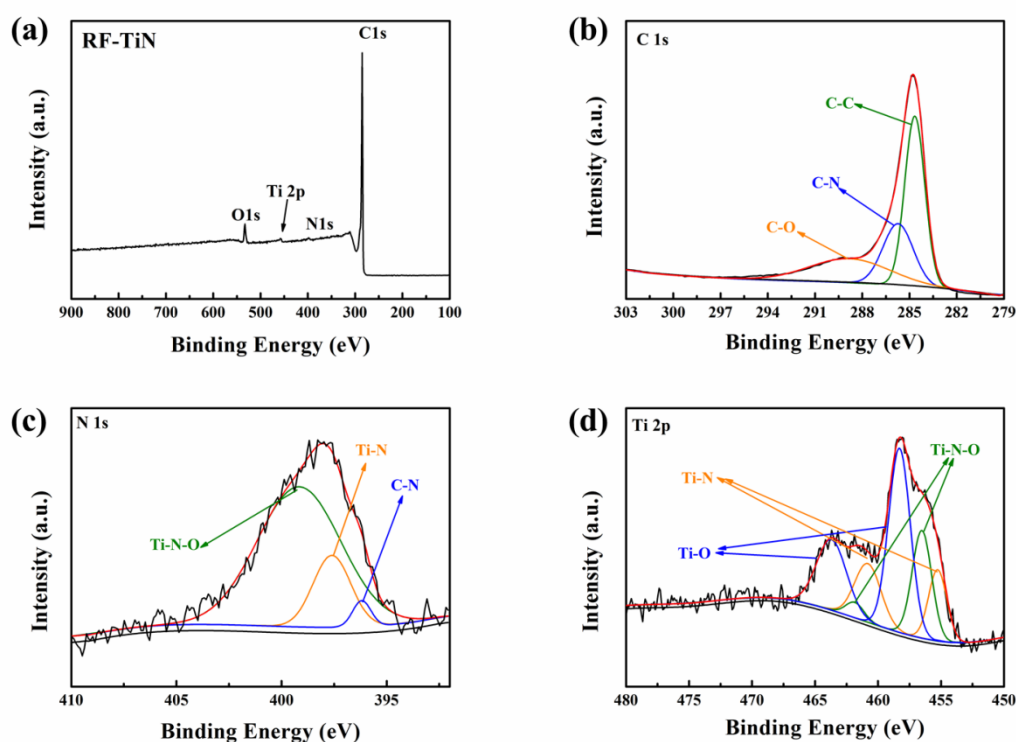 (a)
RF-TiN
C1s
Ti 2p
O1s
N1s
Intensity (a.u.)
900 800 700 600 500 400 300 200 100
Binding Energy (eV)
(b)
C 1s
C-C
C-N
C-O
Intensity (a.u.)
303 300 297 294 291 288 285 282 279
Binding Energy (eV)
(c)
N 1s
Ti-N
C-N
Ti-N-O
Intensity (a.u.)
410 405 400 395
Binding Energy (eV)
(d)
Ti 2p
Ti-N-O
Ti-N
Ti-O
Intensity (a.u.)
480 475 470 465 460 455 450
Binding Energy (eV)